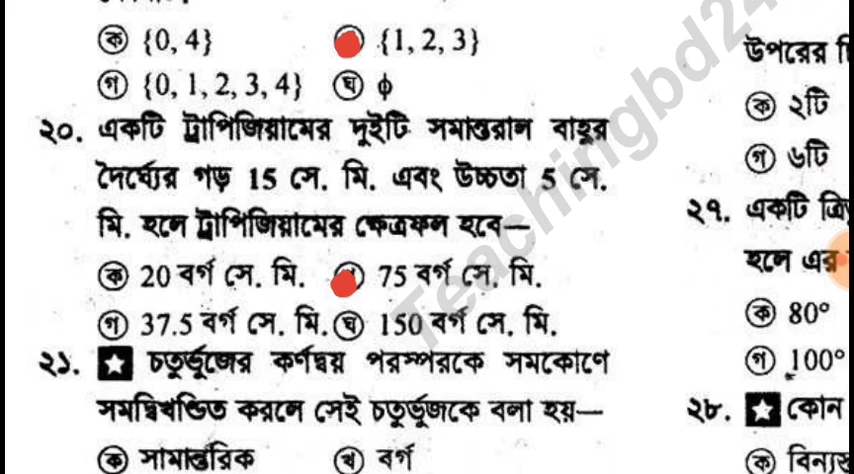 ক {0, 4} {1, 2, 3}
গ {0, 1, 2, 3, 4} ঘ ϕ
২০. একটি ট্রাপিজিয়ামের দুইটি সমান্তরাল বাহুর
দৈর্ঘ্যের গড় 15 সে. মি. এবং উচ্চতা 5 সে.
মি. হলে ট্রাপিজিয়ামের ক্ষেত্রফল হবে—
ক 20 বর্গ সে. মি. 75 বর্গ সে. মি.
গ 37.5 বর্গ সে. মি. ঘ 150 বর্গ সে. মি.
২১. চতুর্ভুজের কর্ণদ্বয় পরস্পরকে সমকোণে
সমদ্বিখণ্ডিত করলে সেই চতুর্ভুজকে বলা হয়—
ক সামান্তরিক খ বর্গ
উপরের
ক ২টি
গ ৬টি
২৭. একটি
হলে এর
ক 80°
গ 100°
২৮. কোন
ক
Teachingbd24